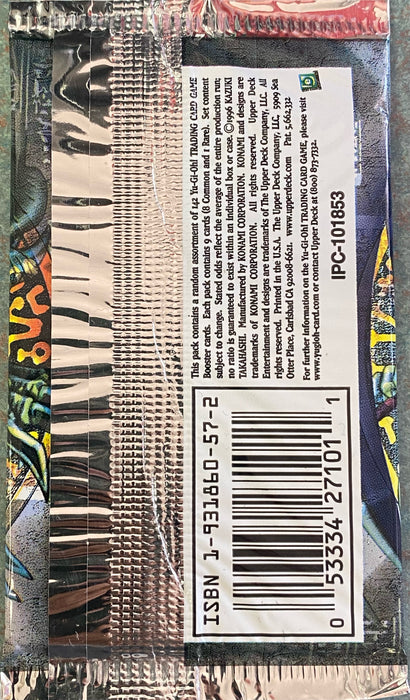 This pack contains a random assortment of 142 Yu-Gi-Oh! TRADING CARD GAME
Booster cards. Each pack contains 9 cards (8 Common and 1 Rare). Set content
subject to change. Stated odds reflect the average of the entire production run;
no ratio is guaranteed to exist within an individual box or case. ©1996 KAZUKI
TAKAHASHI. Manufactured by KONAMI CORPORATION. KONAMI and designs are
trademarks of KONAMI CORPORATION. All rights reserved. Upper Deck
Entertainment and designs are trademarks of The Upper Deck Company, LLC. All
rights reserved. Printed in the U.S.A. The Upper Deck Company, LLC, 5909 Sea
Otter Place, Carlsbad CA 92008-6621. www.upperdeck.com Pat. 5,662,332
For further information on the Yu-Gi-Oh! TRADING CARD GAME, please visit
www.yugioh-card.com or contact Upper Deck at (800) 873-7332.
IPC-101853
ISBN 1-931860-57-2
0 53334 27101 1